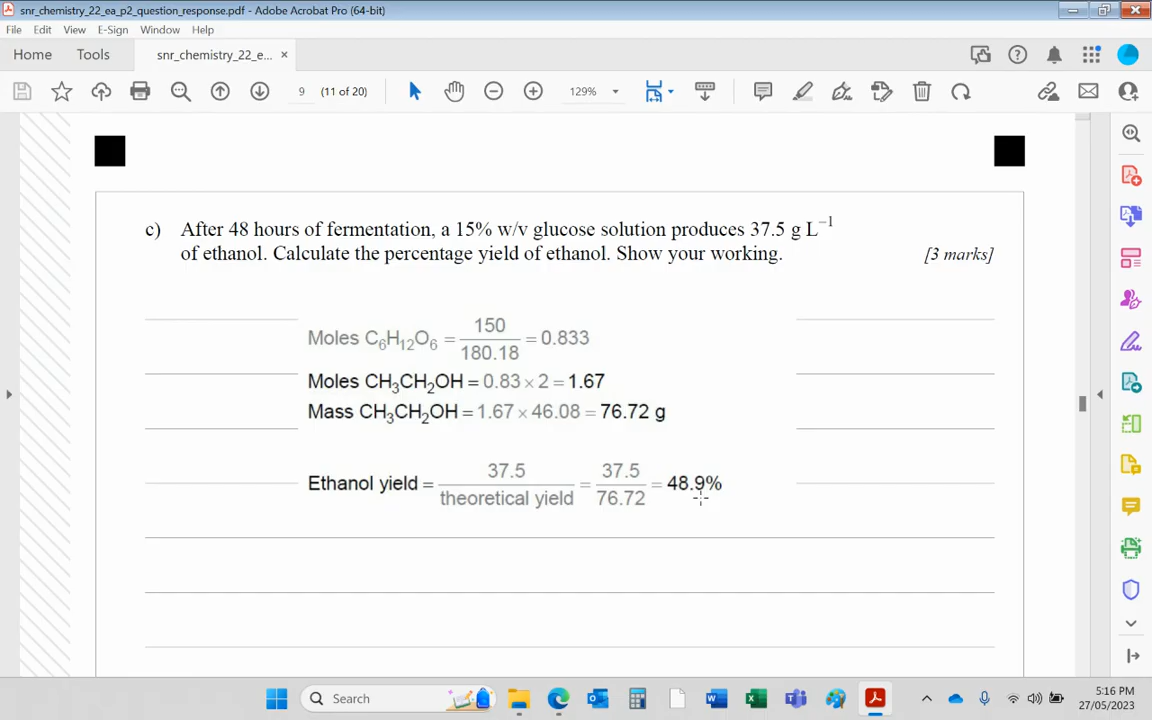 snr_chemistry_22_ea_p2_question_response.pdf - Adobe Acrobat Pro (64-bit)
File Edit View E-Sign Window Help
Home Tools snr_chemistry_22_e... ×
9 (11 of 20) 129%
c) After 48 hours of fermentation, a 15% w/v glucose solution produces 37.5 g L⁻¹
of ethanol. Calculate the percentage yield of ethanol. Show your working. [3 marks]
Moles C₆H₁₂O₆ = 150/180.18 = 0.833
Moles CH₃CH₂OH = 0.83 × 2 = 1.67
Mass CH₃CH₂OH = 1.67 × 46.08 = 76.72 g
Ethanol yield = 37.5/theoretical yield = 37.5/76.72 = 48.9%
Search
5:16 PM
27/05/2023